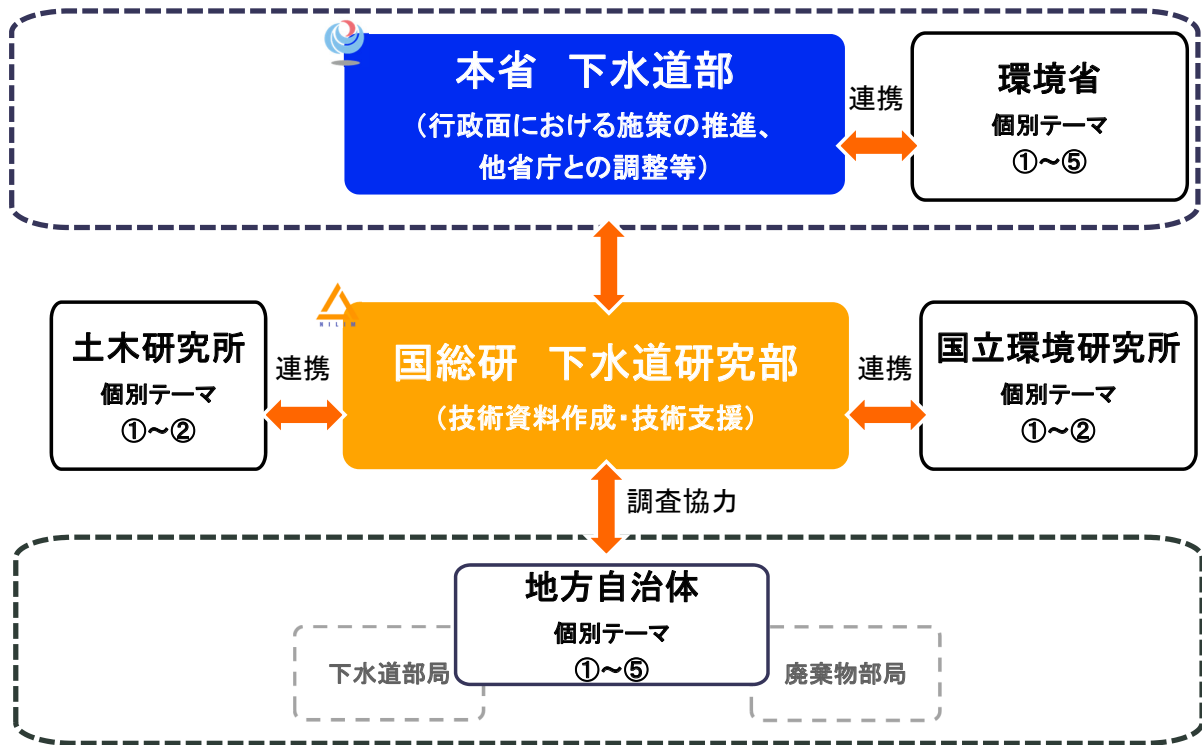 本省　下水道部
（行政面における施策の推進、
他省庁との調整等）
連携
環境省
個別テーマ
①～⑤
土木研究所
個別テーマ
①～②
連携
NILIM
国総研　下水道研究部
（技術資料作成・技術支援）
連携
国立環境研究所
個別テーマ
①～②
調査協力
地方自治体
個別テーマ
①～⑤
下水道部局
廃棄物部局